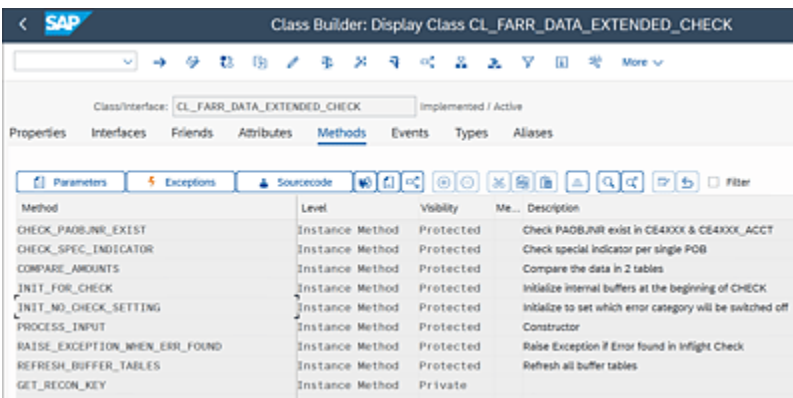 SAP Class Builder: Display Class CL_FARR_DATA_EXTENDED_CHECK
More
Class/Interface: CL_FARR_DATA_EXTENDED_CHECK Implemented / Active
Properties Interfaces Friends Attributes Methods Events Types Aliases
Parameters Exceptions Sourcecode Filter
Method Level Visibility Me... Description
CHECK_PAOBJNR_EXIST Instance Method Protected Check PAOBJNR exist in CE4XXX & CE4XXX_ACCT
CHECK_SPEC_INDICATOR Instance Method Protected Check special indicator per single POB
COMPARE_AMOUNTS Instance Method Protected Compare the data in 2 tables
INIT_FOR_CHECK Instance Method Protected Initialize internal buffers at the beginning of CHECK
INIT_NO_CHECK_SETTING Instance Method Protected Initialize to set which error category will be switched off
PROCESS_INPUT Instance Method Protected Constructor
RAISE_EXCEPTION_WHEN_ERR_FOUND Instance Method Protected Raise Exception if Error found in Inflight Check
REFRESH_BUFFER_TABLES Instance Method Protected Refresh all buffer tables
GET_RECON_KEY Instance Method Private